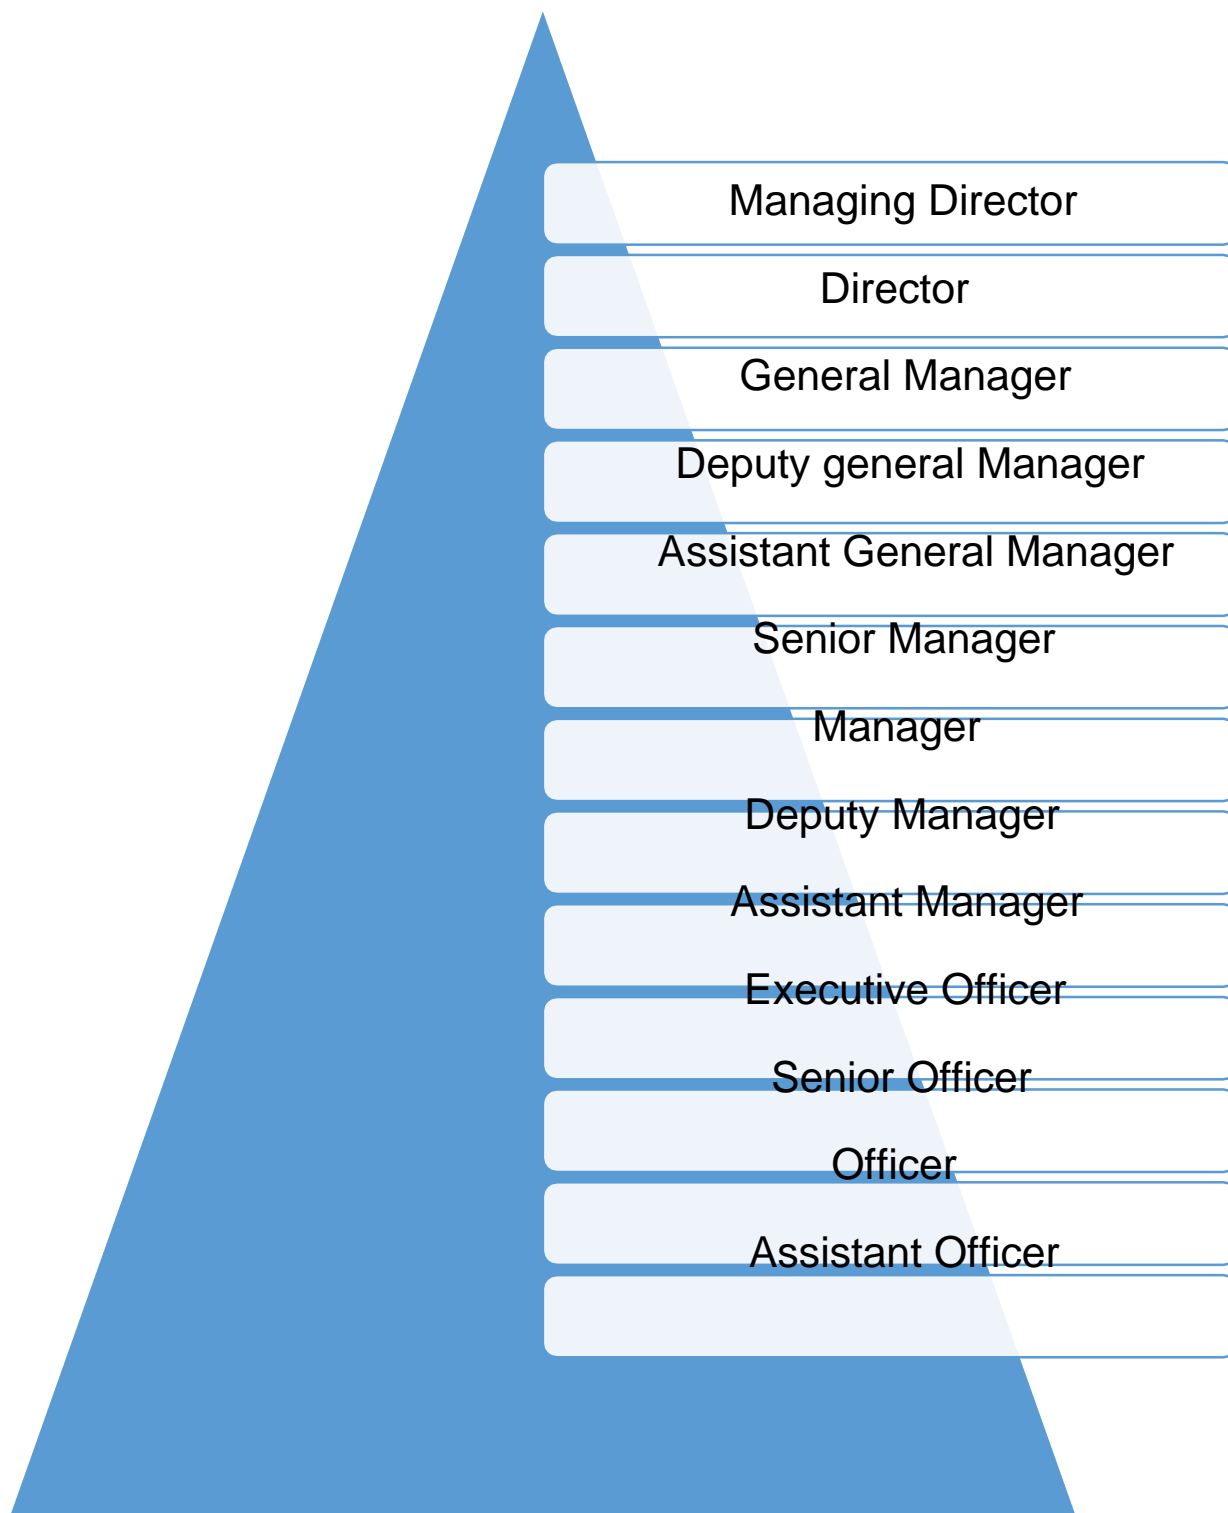 Managing Director
Director
General Manager
Deputy general Manager
Assistant General Manager
Senior Manager
Manager
Deputy Manager
Assistant Manager
Executive Officer
Senior Officer
Officer
Assistant Officer